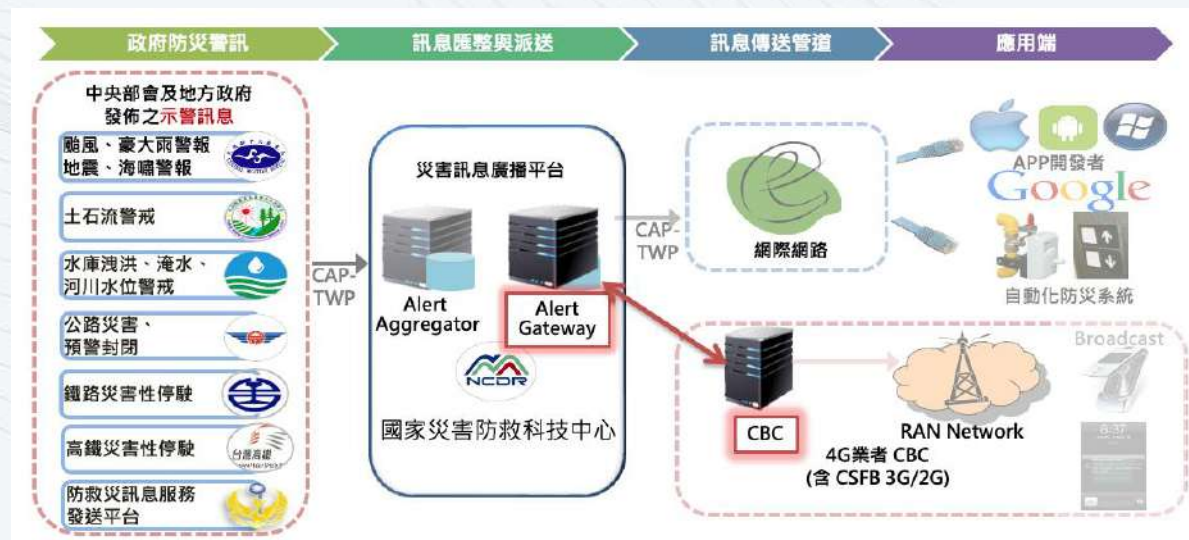 政府防災警訊
訊息匯整與派送
訊息傳送管道
應用端
中央部會及地方政府
發佈之示警訊息
颱風、豪大雨警報
地震、海嘯警報
土石流警戒
水庫洩洪、淹水、
河川水位警戒
公路災害、
預警封閉
鐵路災害性停駛
高鐵災害性停駛
台灣高鐵
防救災訊息服務
發送平台
CAP-
TWP
災害訊息廣播平台
Alert
Aggregator
Alert
Gateway
NCDR
國家災害防救科技中心
CAP-
TWP
網際網路
APP開發者
Google
自動化防災系統
CBC
RAN Network
4G業者 CBC
(含 CSFB 3G/2G)
Broadcast
6:37